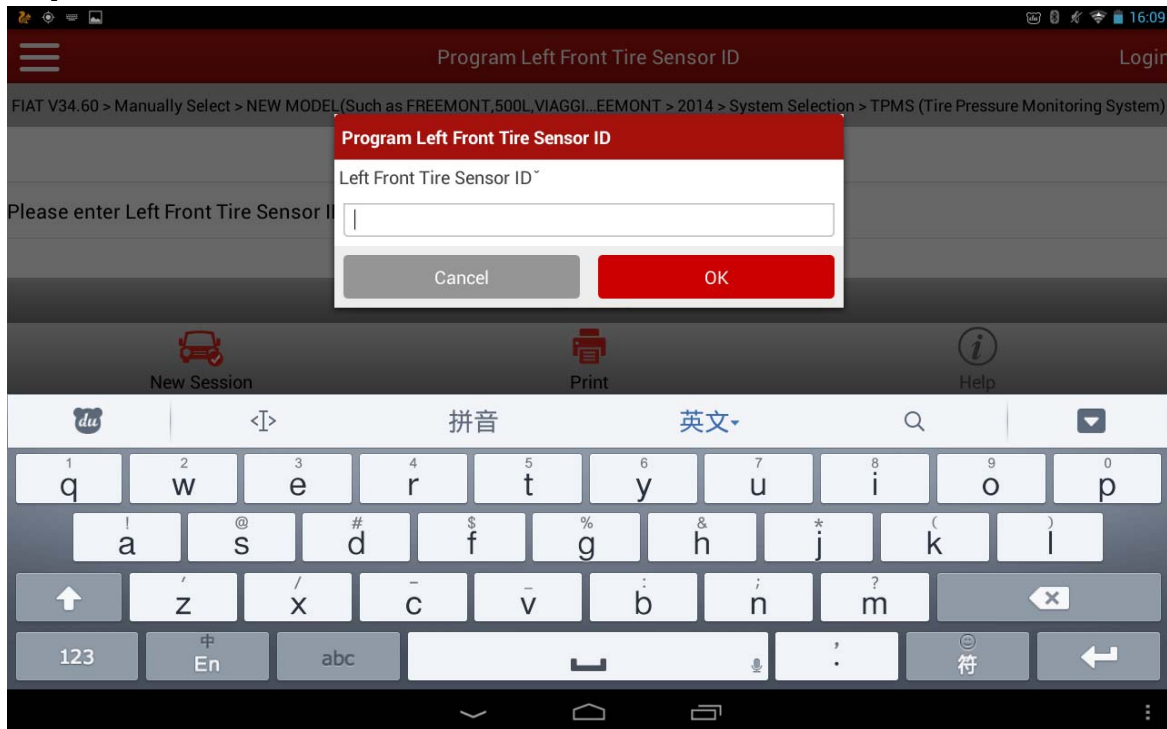 16:09
Program Left Front Tire Sensor ID
Login
FIAT V34.60 > Manually Select > NEW MODEL(Such as FREEMONT,500L,VIAGGI...EEMONT > 2014 > System Selection > TPMS (Tire Pressure Monitoring System)
Program Left Front Tire Sensor ID
Left Front Tire Sensor IDˇ
Please enter Left Front Tire Sensor I
Cancel OK
New Session Print Help
du 拼音 英文
1 2 3 4 5 6 7 8 9 0
q w e r t y u i o p
! @ # $ % & * ( )
a s d f g h j k l
' / - _ : ; ?
z x c v b n m
123 中 En abc , . 符